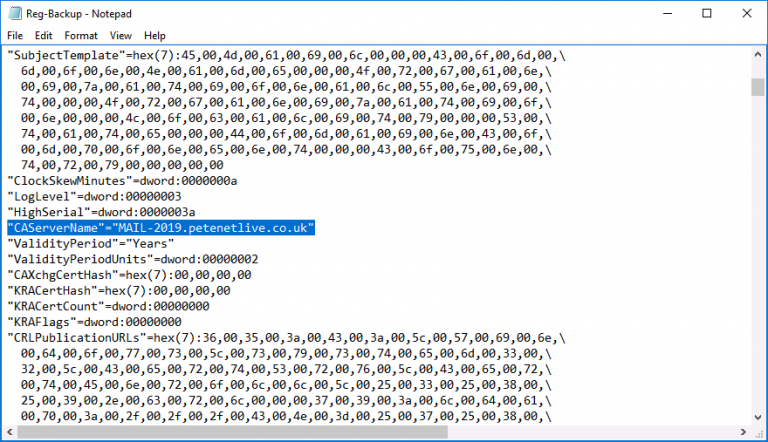 Reg-Backup - Notepad
File Edit Format View Help
"SubjectTemplate"=hex(7):45,00,4d,00,61,00,69,00,6c,00,00,00,43,00,6f,00,6d,00,\
6d,00,6f,00,6e,00,4e,00,61,00,6d,00,65,00,00,00,4f,00,72,00,67,00,61,00,6e,\
00,69,00,7a,00,61,00,74,00,69,00,6f,00,6e,00,61,00,6c,00,55,00,6e,00,69,00,\
74,00,00,00,4f,00,72,00,67,00,61,00,6e,00,69,00,7a,00,61,00,74,00,69,00,6f,\
00,6e,00,00,00,4c,00,6f,00,63,00,61,00,6c,00,69,00,74,00,79,00,00,00,53,00,\
74,00,61,00,74,00,65,00,00,00,44,00,6f,00,6d,00,61,00,69,00,6e,00,43,00,6f,\
00,6d,00,70,00,6f,00,6e,00,65,00,6e,00,74,00,00,00,43,00,6f,00,75,00,6e,00,\
74,00,72,00,79,00,00,00,00,00
"ClockSkewMinutes"=dword:0000000a
"LogLevel"=dword:00000003
"HighSerial"=dword:0000003a
"CAServerName"="MAIL-2019.petenetlive.co.uk"
"ValidityPeriod"="Years"
"ValidityPeriodUnits"=dword:00000002
"CAXchgCertHash"=hex(7):00,00,00,00
"KRACertHash"=hex(7):00,00,00,00
"KRACertCount"=dword:00000000
"KRAFlags"=dword:00000000
"CRLPublicationURLs"=hex(7):36,00,35,00,3a,00,43,00,3a,00,5c,00,57,00,69,00,6e,\
00,64,00,6f,00,77,00,73,00,5c,00,73,00,79,00,73,00,74,00,65,00,6d,00,33,00,\
32,00,5c,00,43,00,65,00,72,00,74,00,53,00,72,00,76,00,5c,00,43,00,65,00,72,\
00,74,00,45,00,6e,00,72,00,6f,00,6c,00,6c,00,5c,00,25,00,33,00,25,00,38,00,\
25,00,39,00,2e,00,63,00,72,00,6c,00,00,00,37,00,39,00,3a,00,6c,00,64,00,61,\
00,70,00,3a,00,2f,00,2f,00,2f,00,43,00,4e,00,3d,00,25,00,37,00,25,00,38,00,\